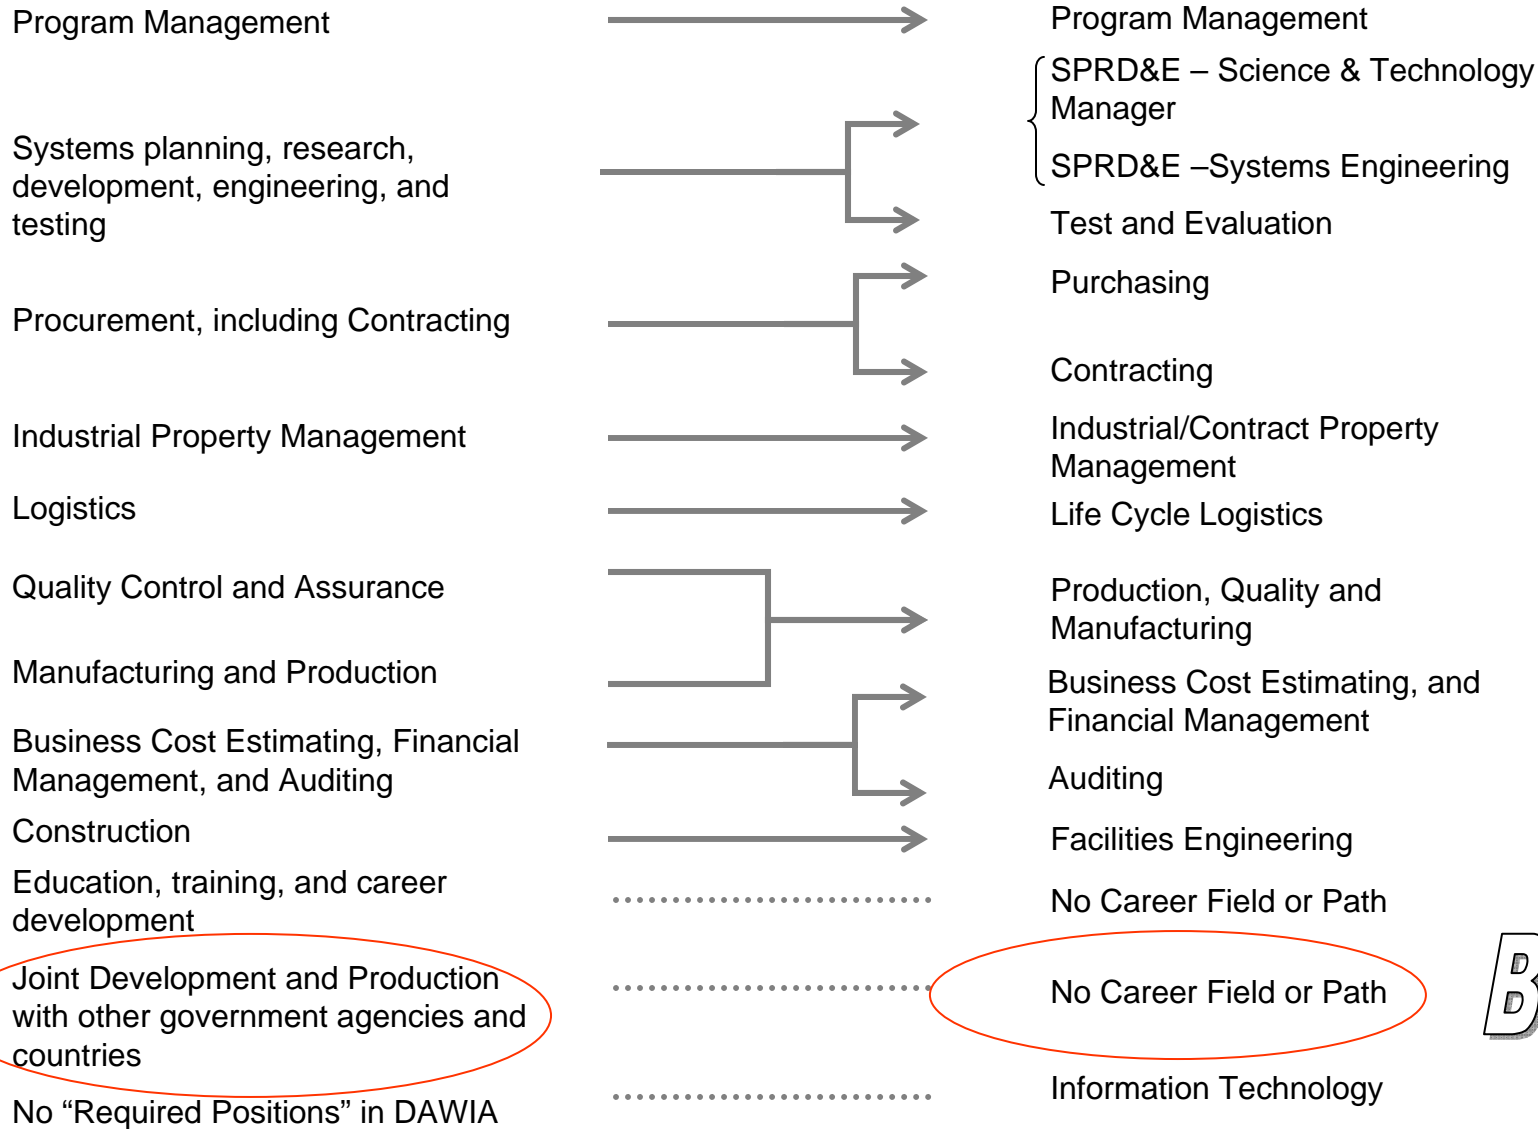 Program Management
Program Management
SPRD&E – Science & Technology
Manager
Systems planning, research,
development, engineering, and
testing
SPRD&E –Systems Engineering
Test and Evaluation
Procurement, including Contracting
Purchasing
Contracting
Industrial Property Management
Industrial/Contract Property
Management
Logistics
Life Cycle Logistics
Quality Control and Assurance
Manufacturing and Production
Production, Quality and
Manufacturing
Business Cost Estimating, Financial
Management, and Auditing
Business Cost Estimating, and
Financial Management
Auditing
Construction
Facilities Engineering
Education, training, and career
development
No Career Field or Path
Joint Development and Production
with other government agencies and
countries
No Career Field or Path
B
No “Required Positions” in DAWIA
Information Technology